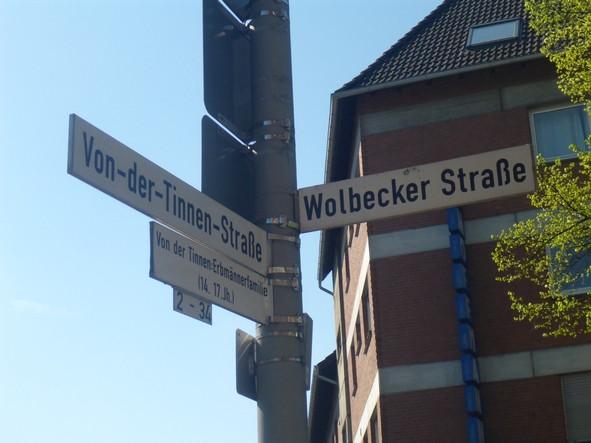 Von-der-Tinnen-Straße
Wolbecker Straße
Von der Tinnen:Erbmännerfamilie
(14. 17.Jh.)
2 - 34